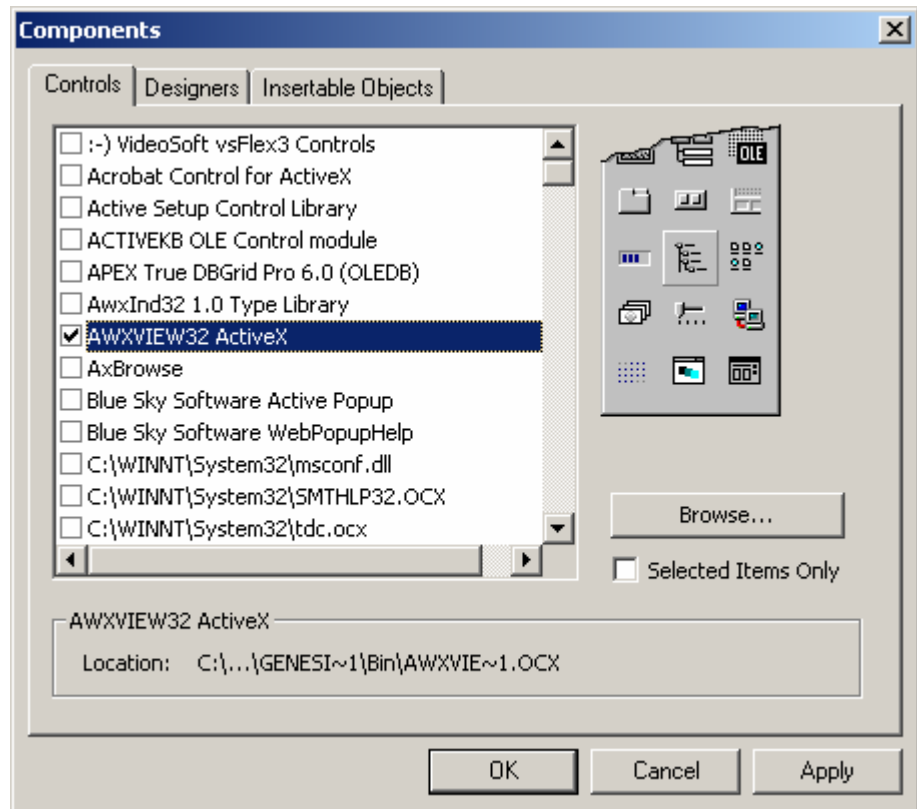 Components
Controls Designers Insertable Objects
:-) VideoSoft vsFlex3 Controls
Acrobat Control for ActiveX
Active Setup Control Library
ACTIVEKB OLE Control module
APEX True DBGrid Pro 6.0 (OLEDB)
AwxInd32 1.0 Type Library
AWXVIEW32 ActiveX
AxBrowse
Blue Sky Software Active Popup
Blue Sky Software WebPopupHelp
C:\WINNT\System32\msconf.dll
C:\WINNT\System32\SMTHLP32.OCX
C:\WINNT\System32\tdc.ocx
OLE
Browse...
Selected Items Only
AWXVIEW32 ActiveX
Location: C:\...\GENESI~1\Bin\AWXVIE~1.OCX
OK Cancel Apply